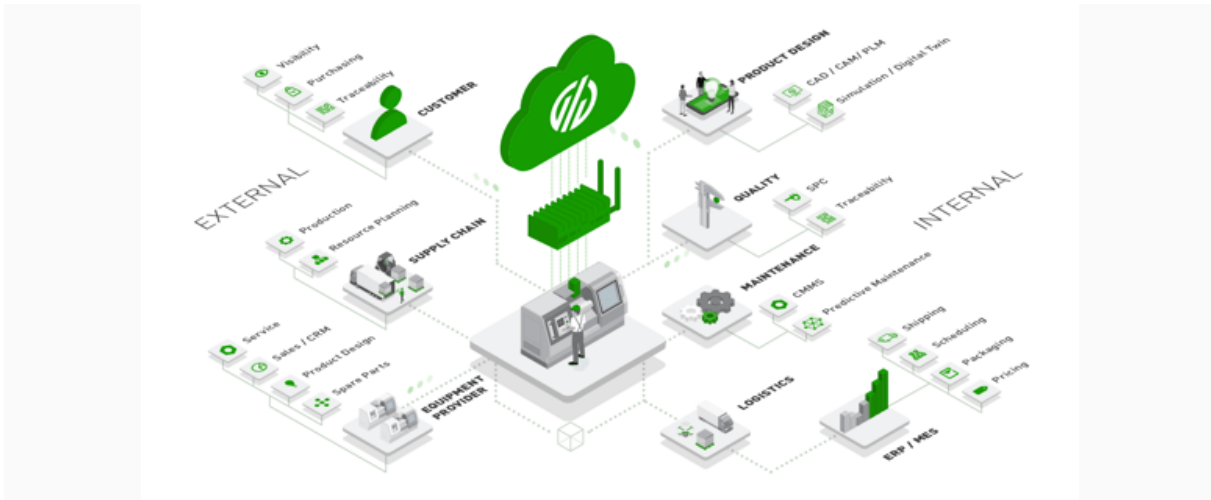 EXTERNAL
Visibility
Purchasing
Traceability
CUSTOMER
Production
Resource Planning
SUPPLY CHAIN
Service
Sales / CRM
Product Design
Spare Parts
EQUIPMENT
PROVIDER
INTERNAL
PRODUCT DESIGN
CAD / CAM/ PLM
Simulation / Digital Twin
QUALITY
SPC
Traceability
MAINTENANCE
CMMS
Predictive Maintenance
LOGISTICS
ERP / MES
Shipping
Scheduling
Packaging
Pricing